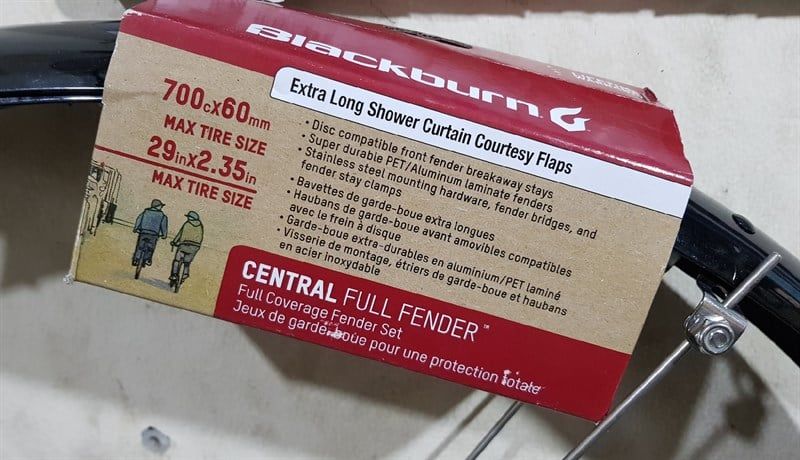 Blackburn
700cx60mm
MAX TIRE SIZE
29inx2.35in
MAX TIRE SIZE
Extra Long Shower Curtain Courtesy Flaps
• Disc compatible front fender breakaway stays
• Super durable PET/Aluminum laminate fenders
• Stainless steel mounting hardware, fender bridges, and
fender stay clamps
• Bavettes de garde-boue extra longues
• Haubans de garde-boue avant amovibles compatibles
avec le frein à disque
• Garde-boue extra-durables en aluminium/PET laminé
• Visserie de montage, étriers de garde-boue et haubans
en acier inoxydable
CENTRAL FULL FENDER™
Full Coverage Fender Set
Jeux de garde-boue pour une protection totale